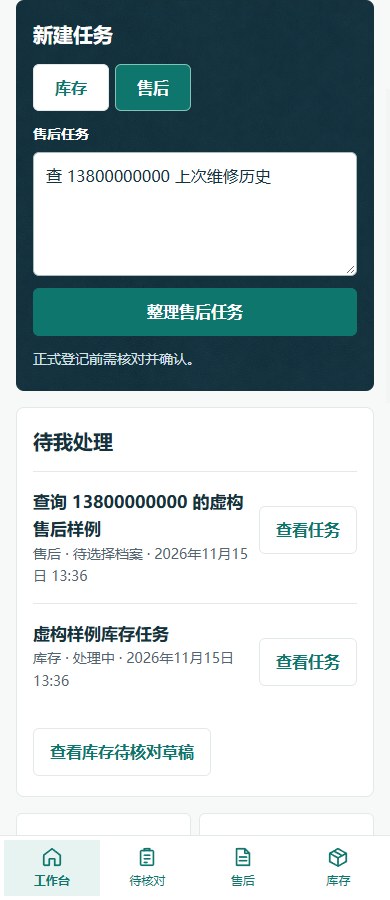 新建任务
库存 售后
售后任务
查 13800000000 上次维修历史
整理售后任务
正式登记前需核对并确认。
待我处理
查询 13800000000 的虚构
售后样例
售后 · 待选择档案 · 2026年11月15
日 13:36
查看任务
虚构样例库存任务
库存 · 处理中 · 2026年11月15日
13:36
查看任务
查看库存待核对草稿
工作台 待核对 售后 库存